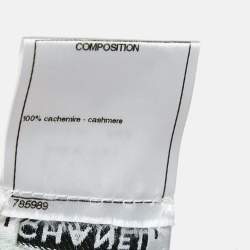 COMPOSITION
100% cachemire - cashmere
785989
CHANEL